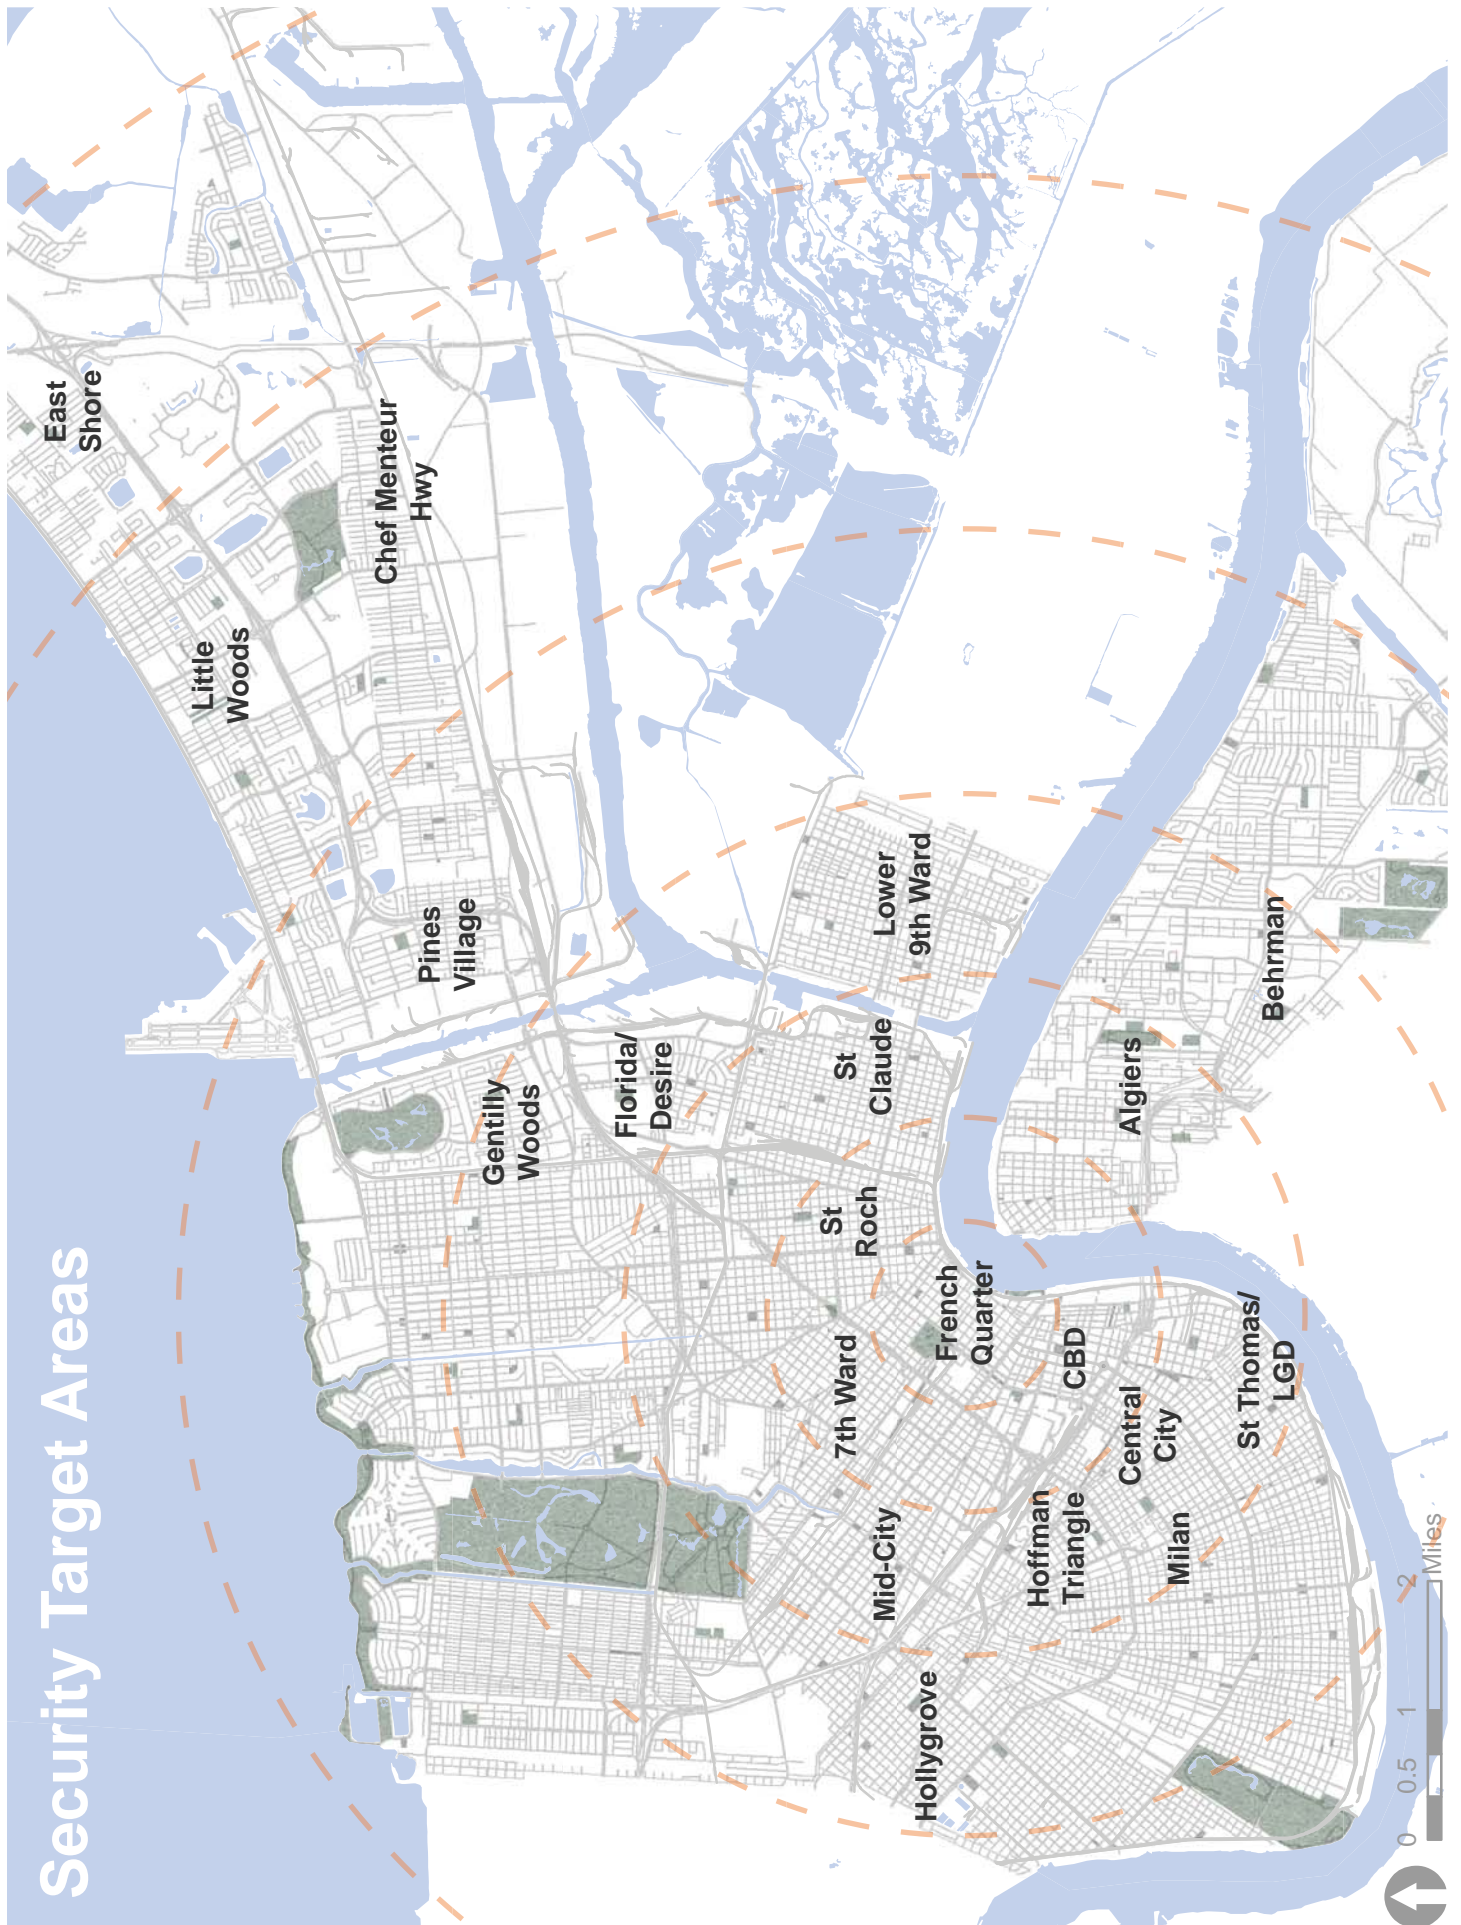 Security Target Areas
East
Shore
Little
Woods
Chef Menteur
Hwy
Pines
Village
Gentilly
Woods
Florida/
Desire
Lower
9th Ward
St
Claude
St
Roch
7th Ward
French
Quarter
Mid-City
CBD
Algiers
Behrman
Hollygrove
Hoffman
Triangle
Central
City
Milan
St Thomas/
LGD
0 0.5 1 2
Miles